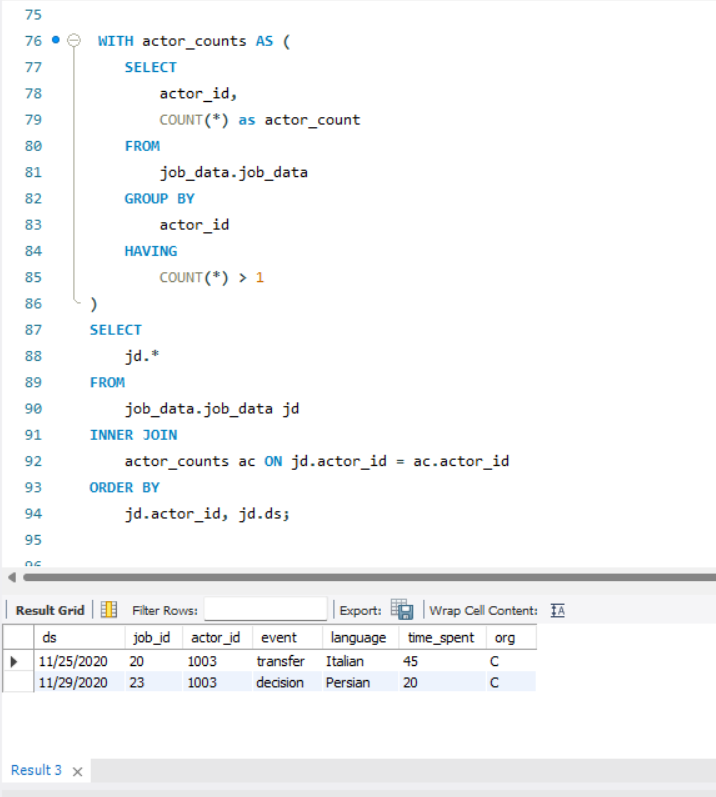 75
76 WITH actor_counts AS (
77 SELECT
78 actor_id,
79 COUNT(*) as actor_count
80 FROM
81 job_data.job_data
82 GROUP BY
83 actor_id
84 HAVING
85 COUNT(*) > 1
86 )
87 SELECT
88 jd.*
89 FROM
90 job_data.job_data jd
91 INNER JOIN
92 actor_counts ac ON jd.actor_id = ac.actor_id
93 ORDER BY
94 jd.actor_id, jd.ds;
95
96
Result Grid Filter Rows: Export: Wrap Cell Content: IA
ds job_id actor_id event language time_spent org
11/25/2020 20 1003 transfer Italian 45 C
11/29/2020 23 1003 decision Persian 20 C
Result 3 ×